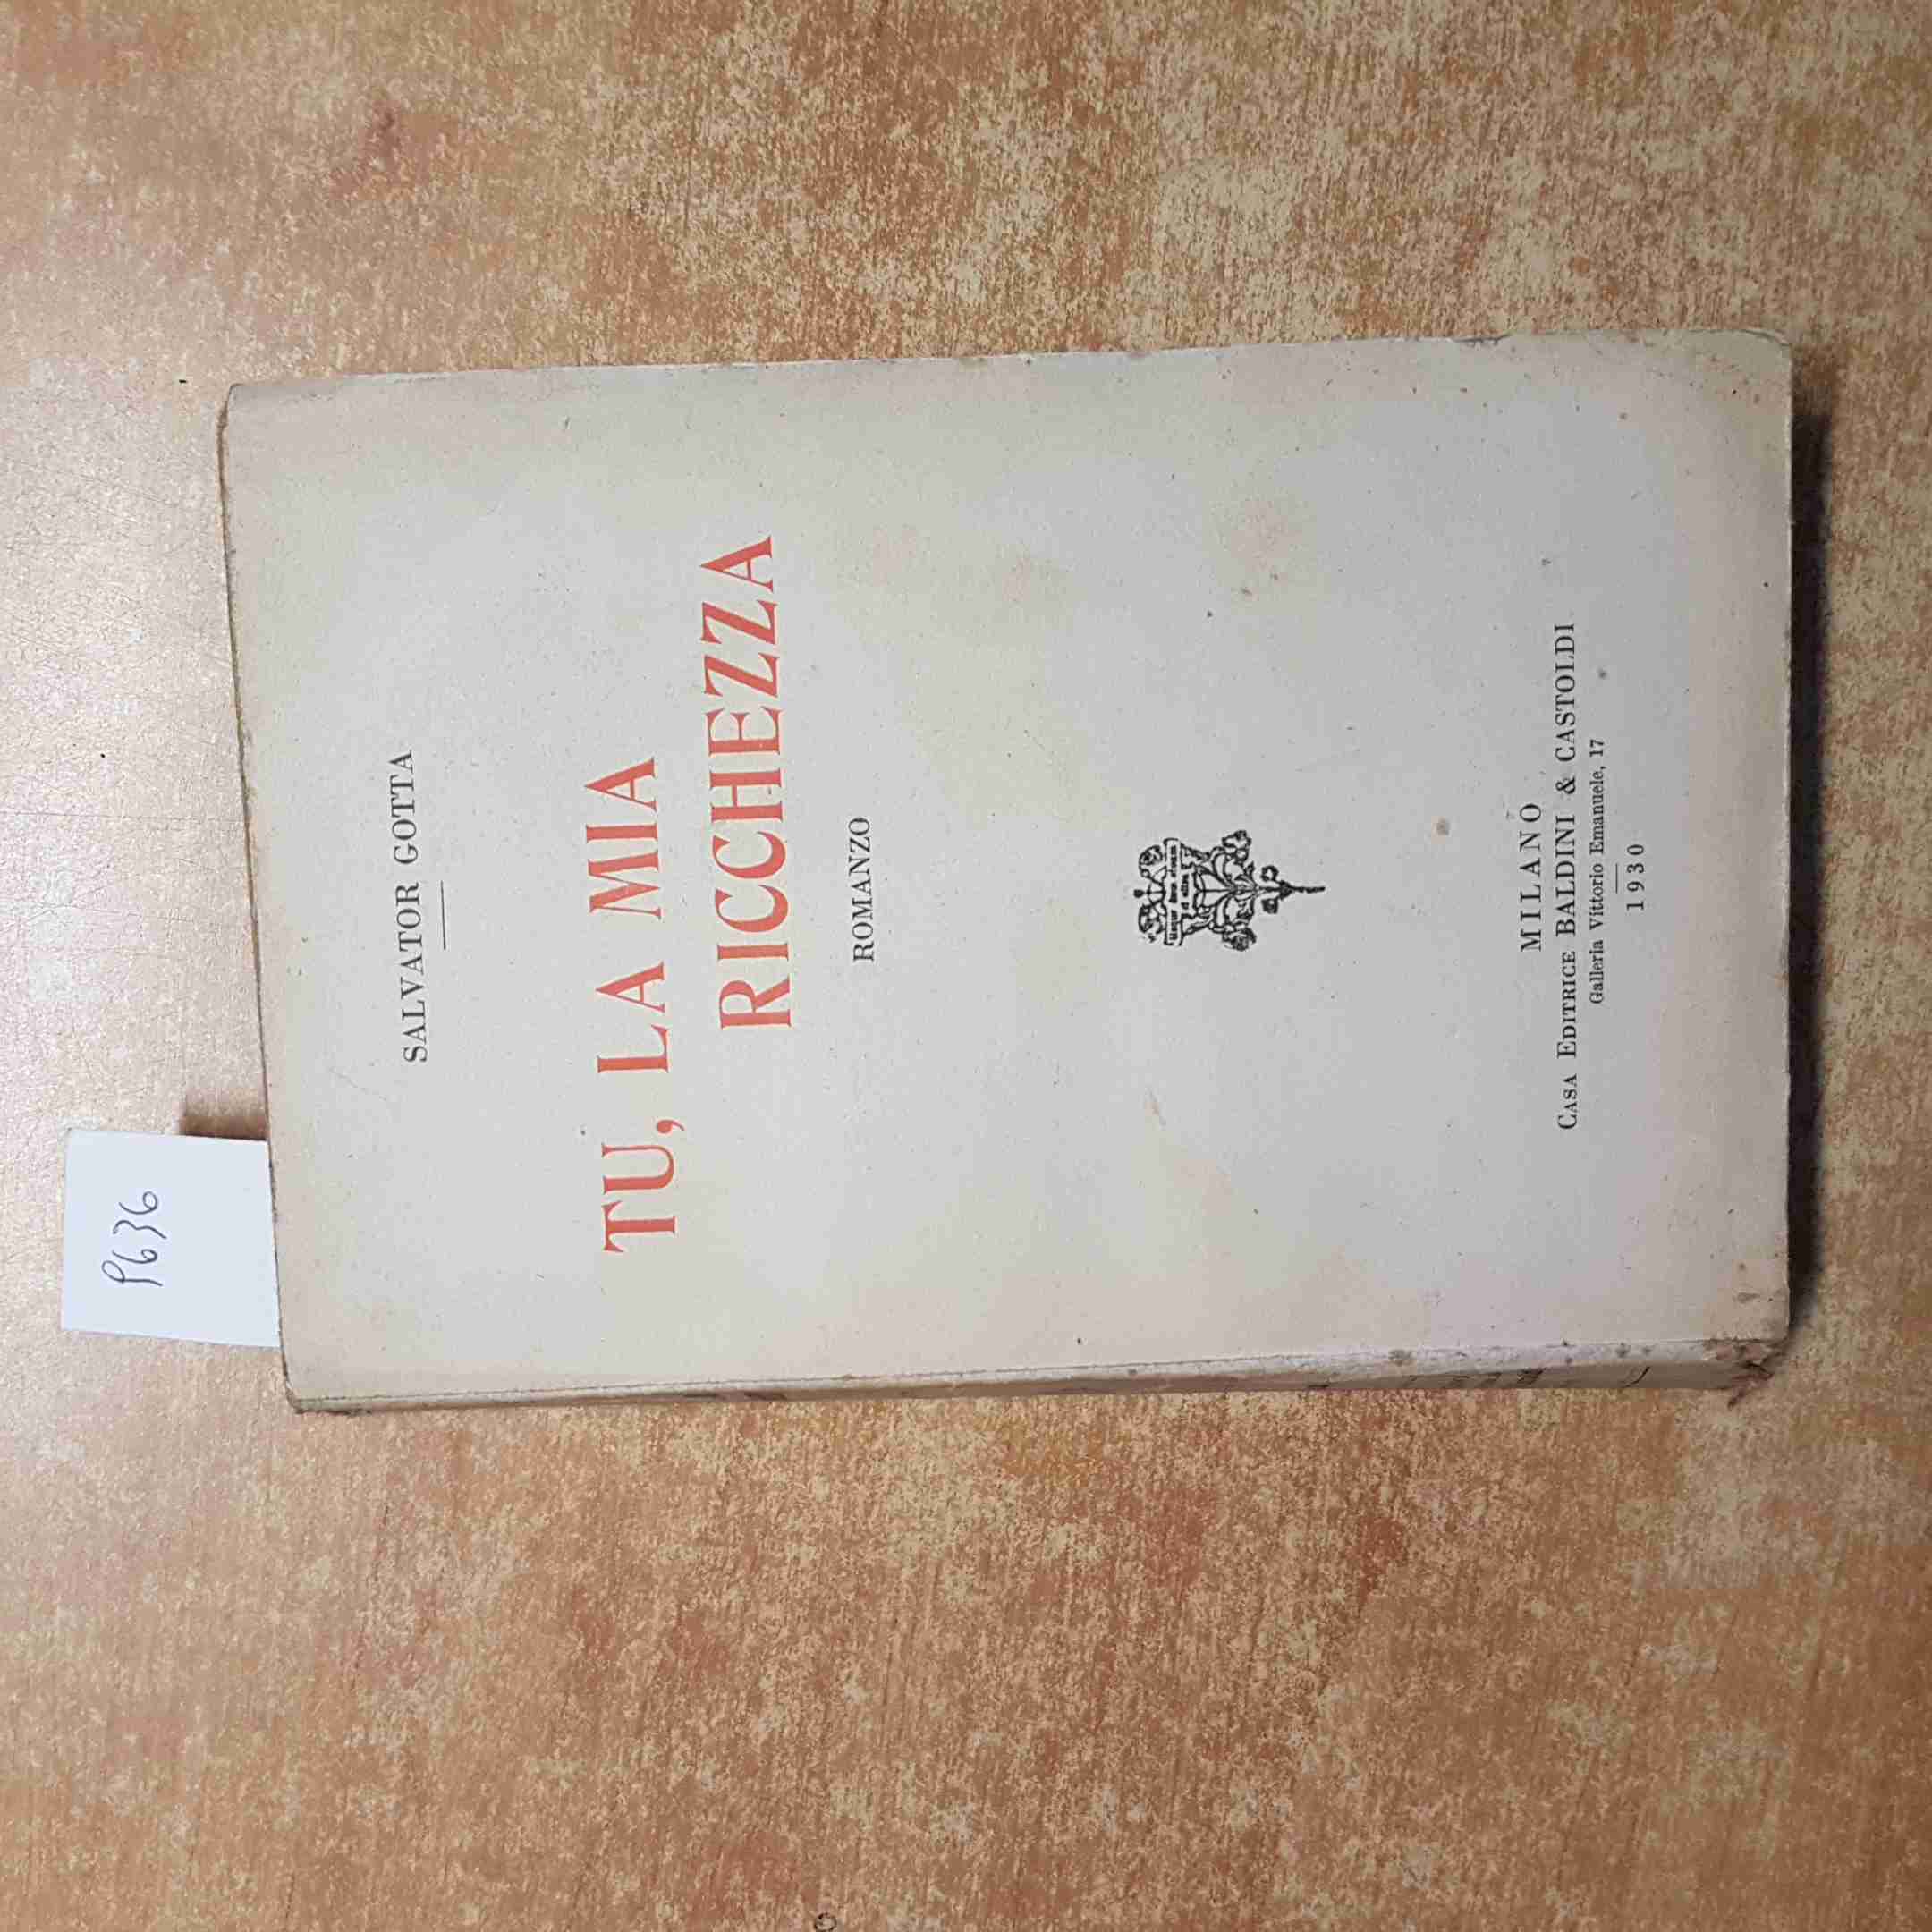 P636
SALVATOR GOTTA
TU, LA MIA
RICCHEZZA
ROMANZO
MILANO
CASA EDITRICE BALDINI & CASTOLDI
Galleria Vittorio Emanuele, 17
1930